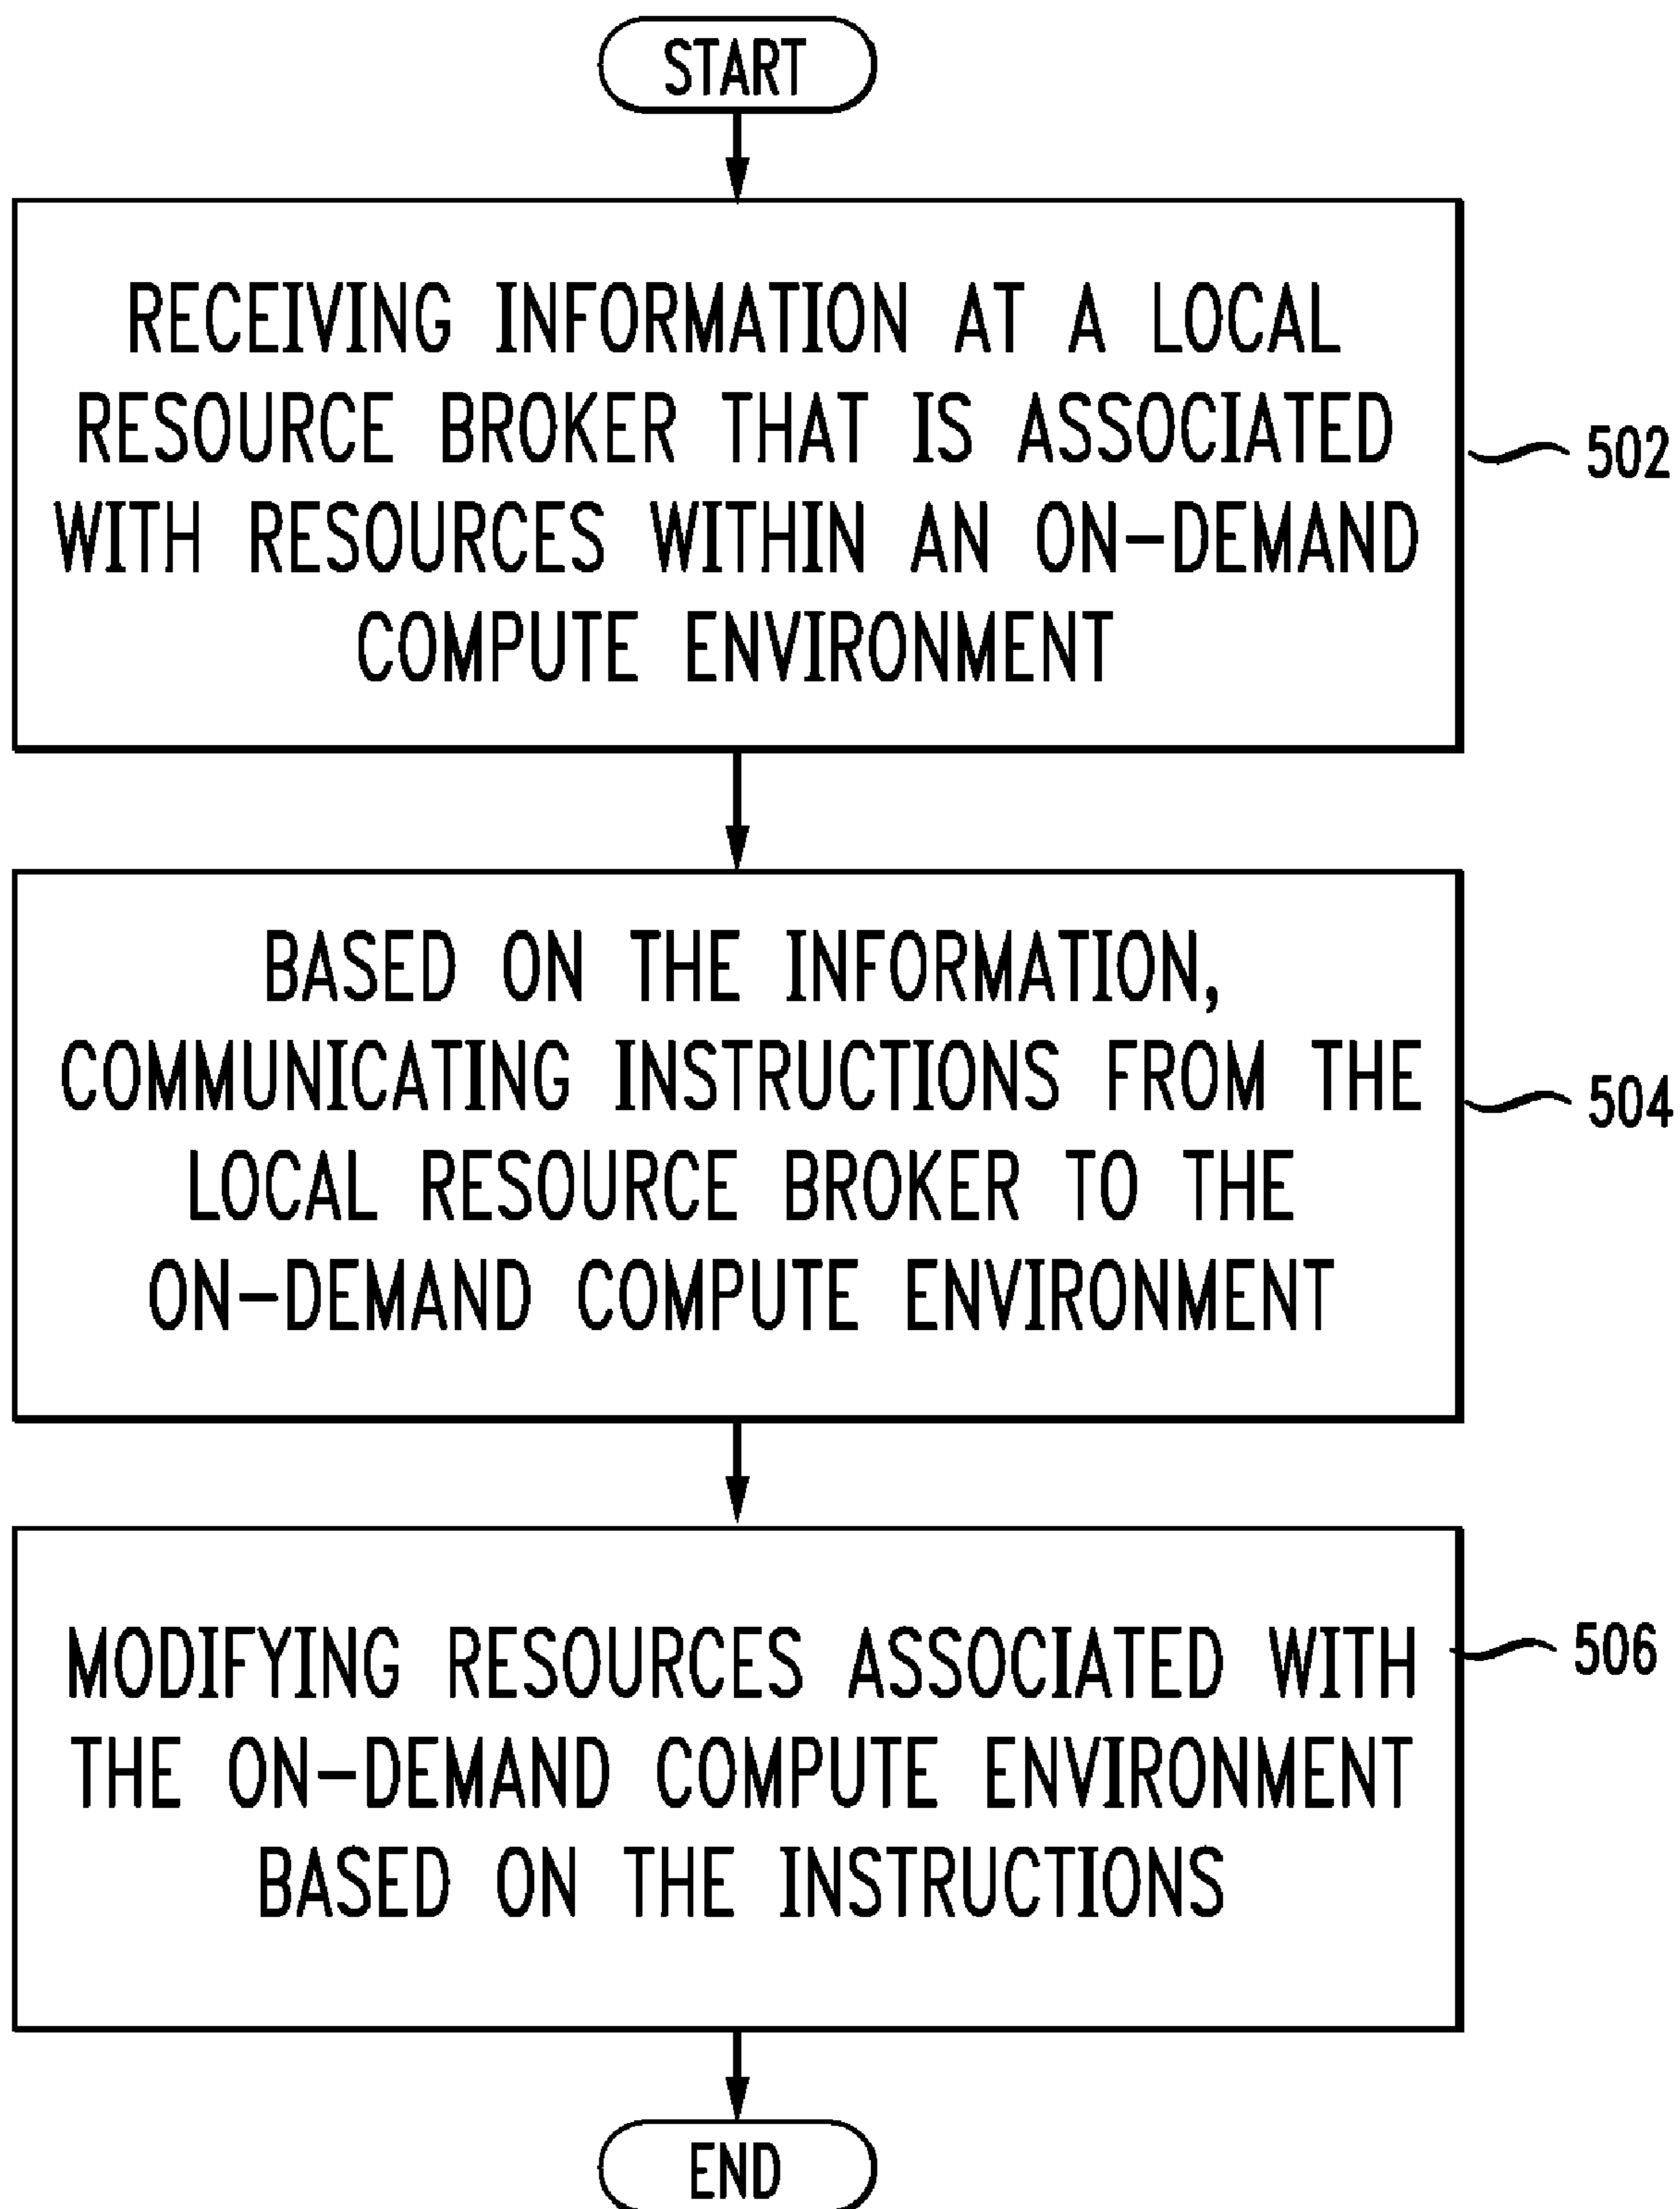 START
RECEIVING INFORMATION AT A LOCAL
RESOURCE BROKER THAT IS ASSOCIATED
WITH RESOURCES WITHIN AN ON-DEMAND
COMPUTE ENVIRONMENT
502
BASED ON THE INFORMATION,
COMMUNICATING INSTRUCTIONS FROM THE
LOCAL RESOURCE BROKER TO THE
ON-DEMAND COMPUTE ENVIRONMENT
504
MODIFYING RESOURCES ASSOCIATED WITH
THE ON-DEMAND COMPUTE ENVIRONMENT
BASED ON THE INSTRUCTIONS
506
END